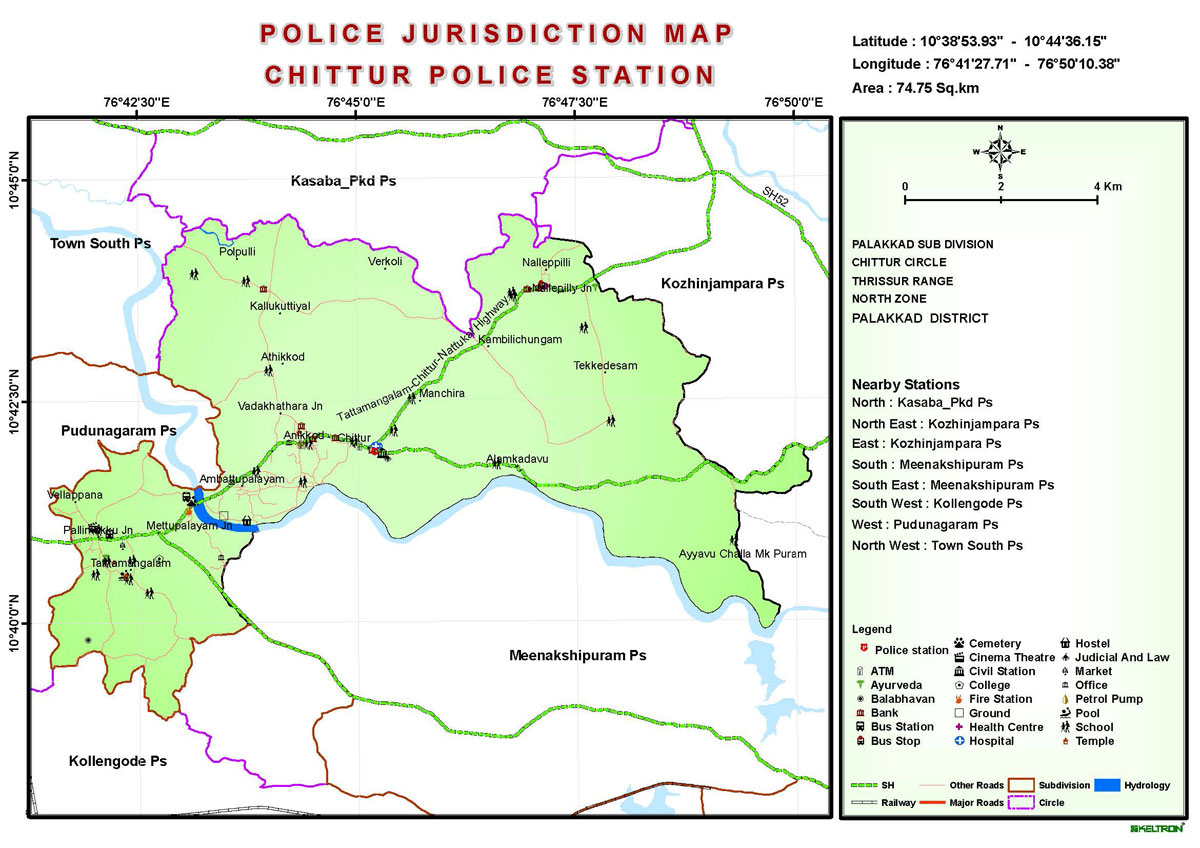 POLICE JURISDICTION MAP
CHITTUR POLICE STATION
Latitude : 10°38'53.93" - 10°44'36.15"
Longitude : 76°41'27.71" - 76°50'10.38"
Area : 74.75 Sq.km
76°42'30"E 76°45'0"E 76°47'30"E 76°50'0"E
10°45'0"N
10°42'30"N
10°40'0"N
Kasaba_Pkd Ps
SH52
Town South Ps
Polpulli
Verkoli
Nalleppilli
Kozhinjampara Ps
Nallepilly Jn
Kallukuttiyal
Tattamangalam-Chittur-Nattukal Highway
Kambilichungam
Athikkod
Tekkedesam
Manchira
Vadakhathara Jn
Pudunagaram Ps
Anikkod
Chittur
Alamkadavu
Ambattupalayam
Vellappana
Mettupalayam Jn
Pallimukku Jn
Ayyavu Challa Mk Puram
Tattamangalam
Meenakshipuram Ps
Kollengode Ps
N
W E
S
0 2 4 Km
PALAKKAD SUB DIVISION
CHITTUR CIRCLE
THRISSUR RANGE
NORTH ZONE
PALAKKAD DISTRICT
Nearby Stations
North : Kasaba_Pkd Ps
North East : Kozhinjampara Ps
East : Kozhinjampara Ps
South : Meenakshipuram Ps
South East : Meenakshipuram Ps
South West : Kollengode Ps
West : Pudunagaram Ps
North West : Town South Ps
Legend
Police station
ATM
Ayurveda
Balabhavan
Bank
Bus Station
Bus Stop
Cemetery
Cinema Theatre
Civil Station
College
Fire Station
Ground
Health Centre
Hospital
Hostel
Judicial And Law
Market
Office
Petrol Pump
Pool
School
Temple
SH Other Roads Subdivision Hydrology
Railway Major Roads Circle
KELTRON